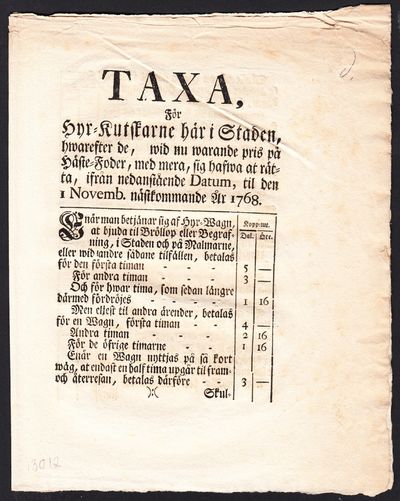 TAXA,
För
Hyr-Kutskarne här i Staden,
hwarefter de, wid nu warande pris på
Häste-Foder, med mera, sig hafwa at rät-
ta, ifrån nedanstående Datum, til den
1 Novemb. nästkommande År 1768.
Koppmt.
Enär man betjänar sig af Hyr-Wagn, Dal. Öre.
at bjuda til Bröllop eller Begraf-
ning, i Staden och på Malmarne,
eller wid andre sådane tilfällen, betalas
för den första timan - - - 5 —
För andra timan - - - 3 —
Och för hwar tima, som sedan längre
därmed fördröjes - - - 1 16
Men eljest til andra ärender, betalas
för en Wagn, första timan - - 4 —
Andra timan - - - 2 16
För de öfrige timarne - - 1 16
Enär en Wagn nyttjas på så kort
wäg, at endast en half tima upgår til fram-
och återresan, betalas därföre - - 3 —
Skul-
13012